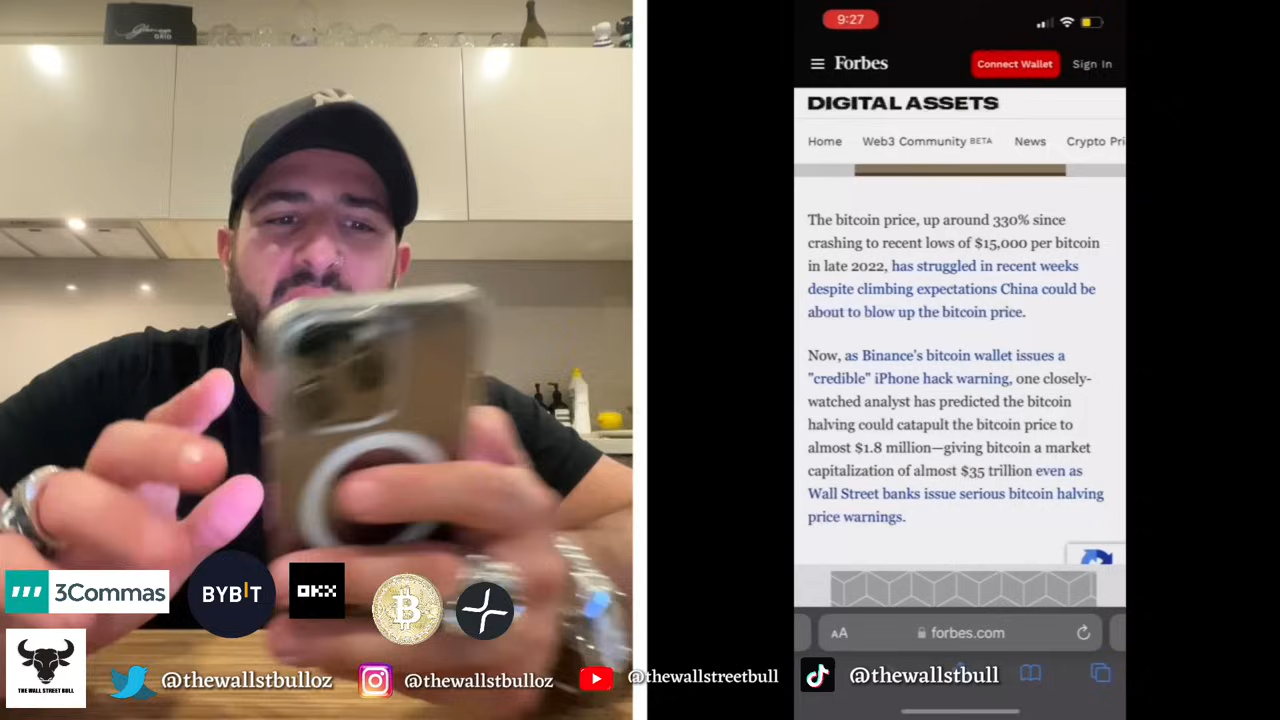 9:27
Forbes
Connect Wallet
Sign In
DIGITAL ASSETS
Home
Web3 Community BETA
News
Crypto Pri
The bitcoin price, up around 330% since
crashing to recent lows of $15,000 per bitcoin
in late 2022, has struggled in recent weeks
despite climbing expectations China could be
about to blow up the bitcoin price.
Now, as Binance's bitcoin wallet issues a
"credible" iPhone hack warning, one closely-
watched analyst has predicted the bitcoin
halving could catapult the bitcoin price to
almost $1.8 million—giving bitcoin a market
capitalization of almost $35 trillion even as
Wall Street banks issue serious bitcoin halving
price warnings.
AA
forbes.com
3Commas
BYBIT
OKX
THE WALL STREET BULL
@thewallstbulloz
@thewallstbulloz
@thewallstreetbull
@thewallstbull